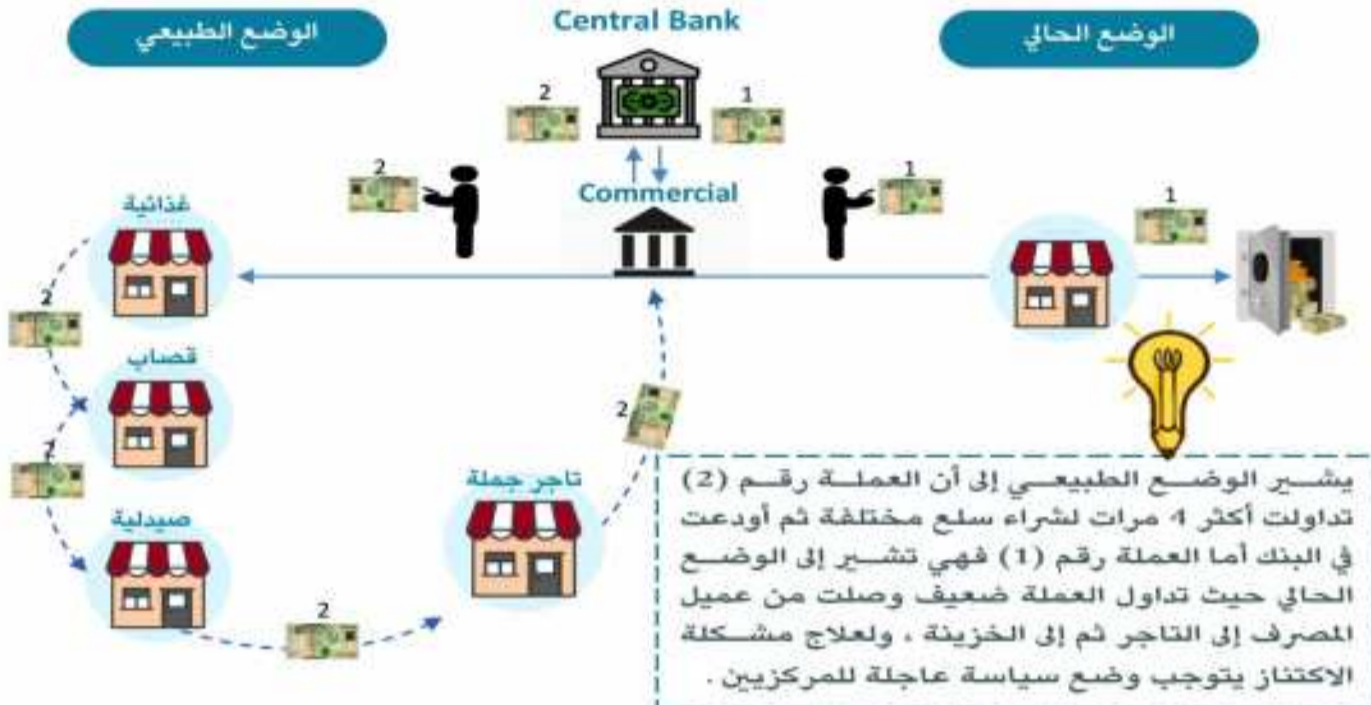 الوضع الطبيعي
Central Bank
الوضع الحالي
2
1
2
Commercial
1
1
غذائية
2
قصاب
2
2
تاجر جملة
صيدلية
2
يشير الوضع الطبيعي إلى أن العملة رقم (2)
تداولت أكثر 4 مرات لشراء سلع مختلفة ثم أودعت
في البنك أما العملة رقم (1) فهي تشير إلى الوضع
الحالي حيث تداول العملة ضعيف وصلت من عميل
المصرف إلى التاجر ثم إلى الخزينة ، ولعلاج مشكلة
الاكتناز يتوجب وضع سياسة عاجلة للمركزيين .